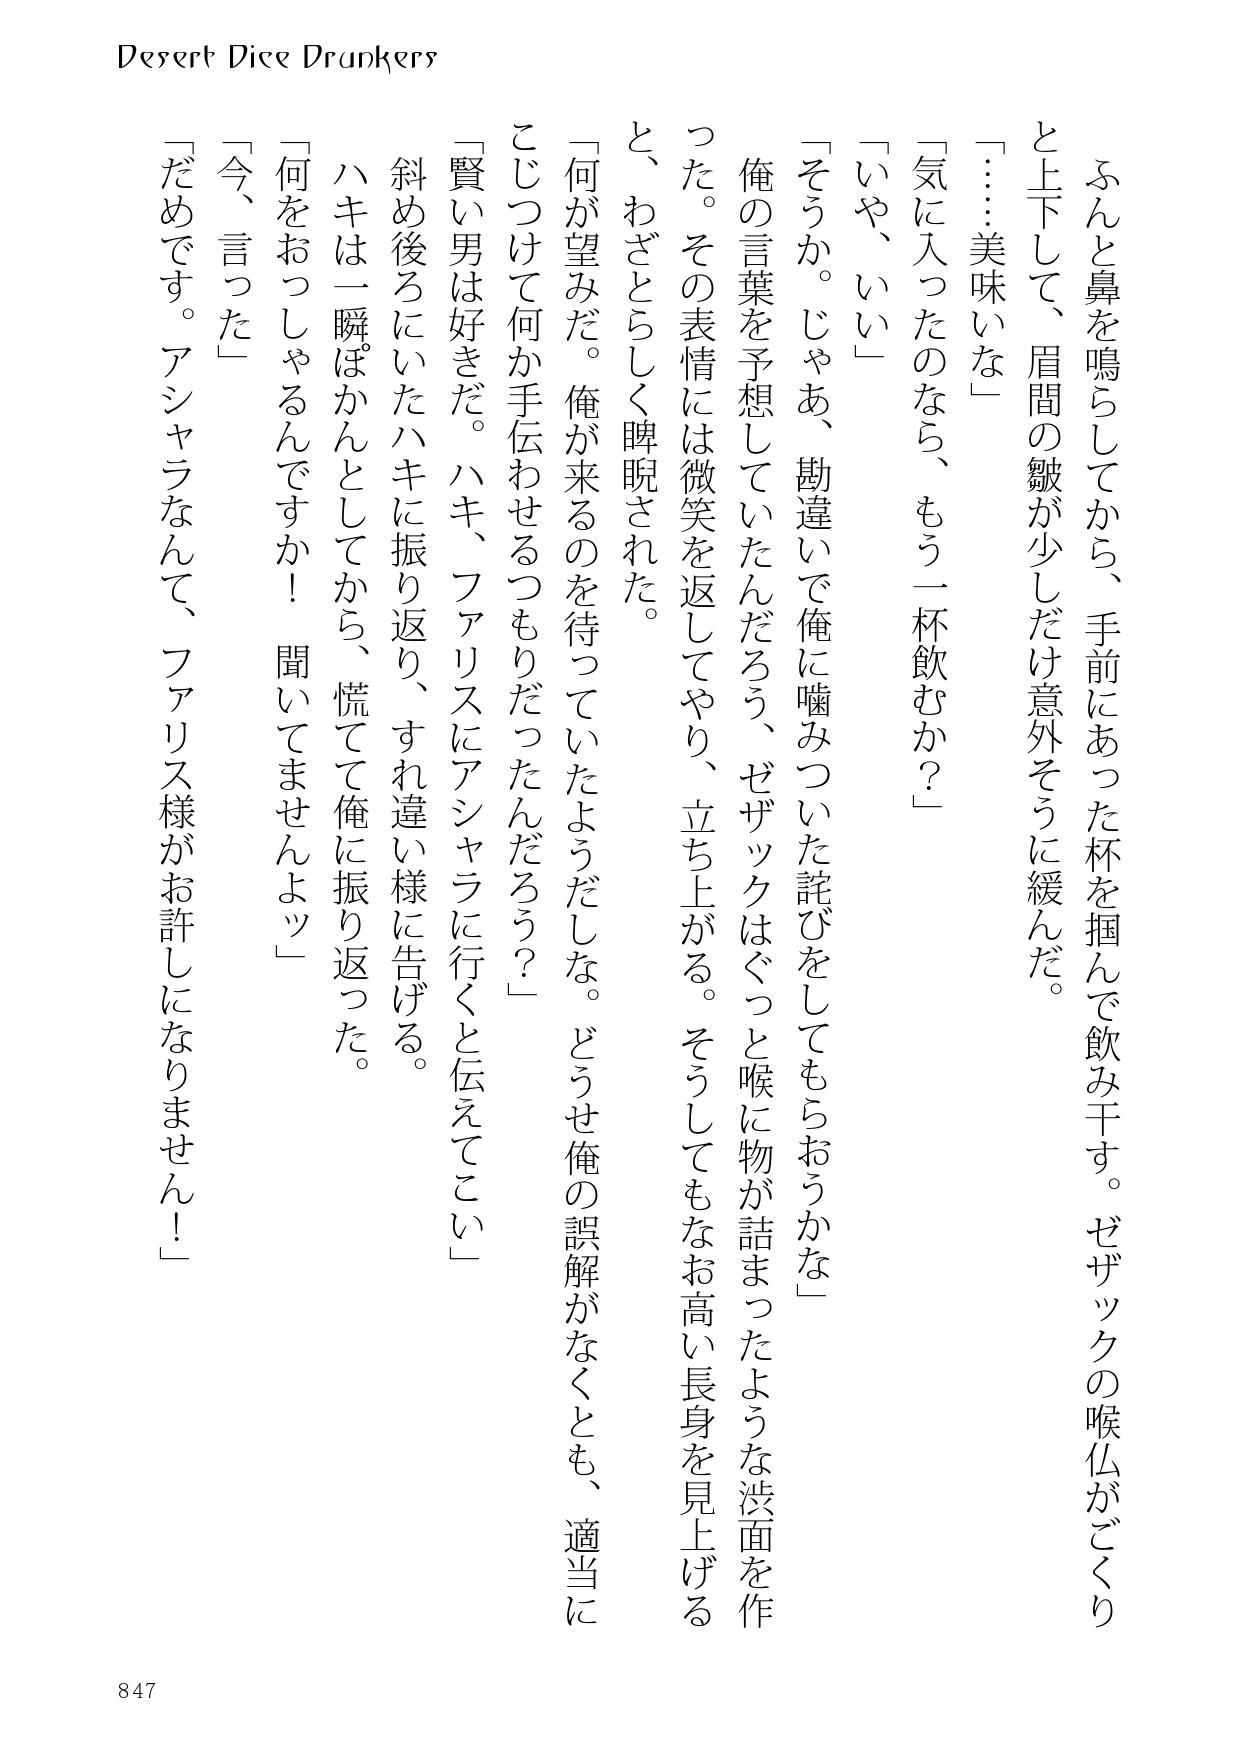 Desert Dice Drunkers
　ふんと鼻を鳴らしてから、手前にあった杯を掴んで飲み干す。ゼザックの喉仏がごくり
と上下して、眉間の皺が少しだけ意外そうに緩んだ。
「……美味いな」
「気に入ったのなら、もう一杯飲むか？」
「いや、いい」
「そうか。じゃあ、勘違いで俺に噛みついた詫びをしてもらおうかな」
　俺の言葉を予想していたんだろう、ゼザックはぐっと喉に物が詰まったような渋面を作
った。その表情には微笑を返してやり、立ち上がる。そうしてもなお高い長身を見上げる
と、わざとらしく睥睨された。
「何が望みだ。俺が来るのを待っていたようだしな。どうせ俺の誤解がなくとも、適当に
こじつけて何か手伝わせるつもりだったんだろう？」
「賢い男は好きだ。ハキ、ファリスにアシャラに行くと伝えてこい」
　斜め後ろにいたハキに振り返り、すれ違い様に告げる。
　ハキは一瞬ぽかんとしてから、慌てて俺に振り返った。
「何をおっしゃるんですか！　聞いてませんよッ」
「今、言った」
「だめです。アシャラなんて、ファリス様がお許しになりません！」
847